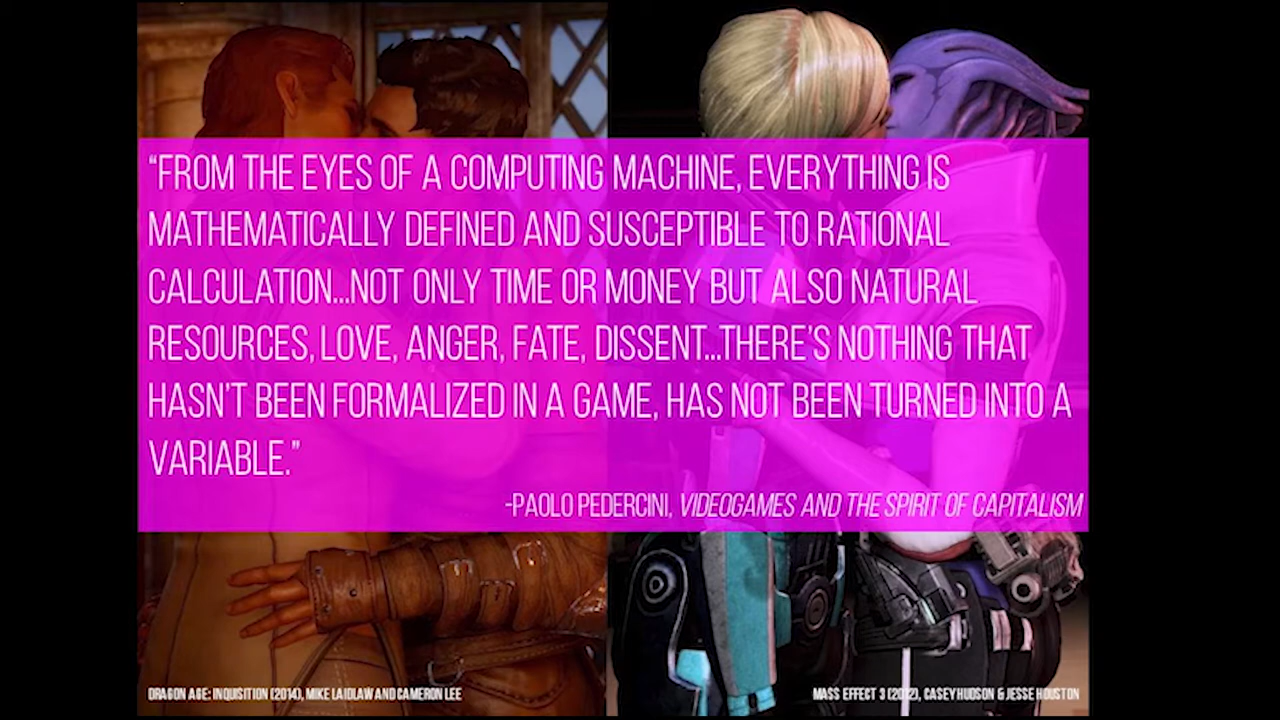 “FROM THE EYES OF A COMPUTING MACHINE, EVERYTHING IS
MATHEMATICALLY DEFINED AND SUSCEPTIBLE TO RATIONAL
CALCULATION...NOT ONLY TIME OR MONEY BUT ALSO NATURAL
RESOURCES, LOVE, ANGER, FATE, DISSENT...THERE’S NOTHING THAT
HASN’T BEEN FORMALIZED IN A GAME, HAS NOT BEEN TURNED INTO A
VARIABLE.”
-PAOLO PEDERCINI, VIDEOGAMES AND THE SPIRIT OF CAPITALISM
DRAGON AGE: INQUISITION (2014), MIKE LAIDLAW AND CAMERON LEE
MASS EFFECT 3 (2012), CASEY HUDSON & JESSE HOUSTON